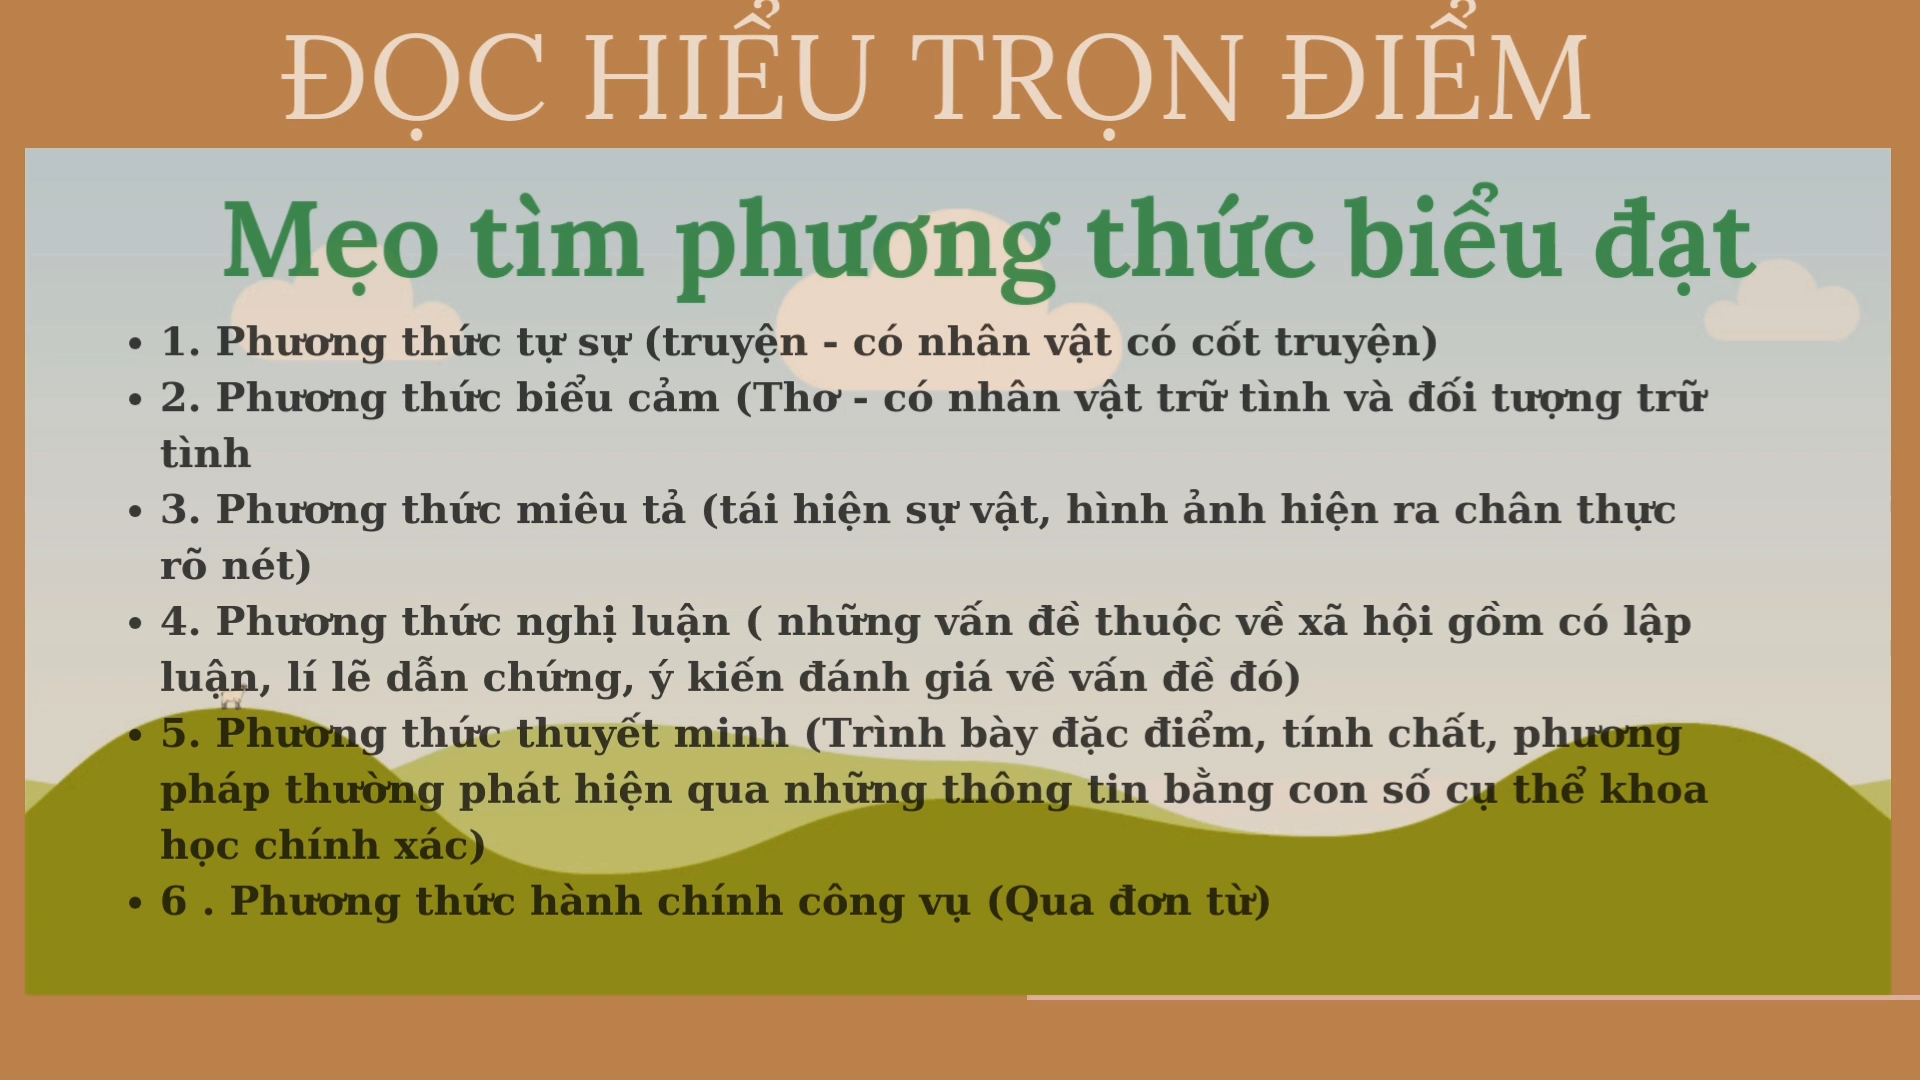 ĐỌC HIỂU TRỌN ĐIỂM
Mẹo tìm phương thức biểu đạt
• 1. Phương thức tự sự (truyện - có nhân vật có cốt truyện)
• 2. Phương thức biểu cảm (Thơ - có nhân vật trữ tình và đối tượng trữ
tình
• 3. Phương thức miêu tả (tái hiện sự vật, hình ảnh hiện ra chân thực
rõ nét)
• 4. Phương thức nghị luận ( những vấn đề thuộc về xã hội gồm có lập
luận, lí lẽ dẫn chứng, ý kiến đánh giá về vấn đề đó)
• 5. Phương thức thuyết minh (Trình bày đặc điểm, tính chất, phương
pháp thường phát hiện qua những thông tin bằng con số cụ thể khoa
học chính xác)
• 6 . Phương thức hành chính công vụ (Qua đơn từ)